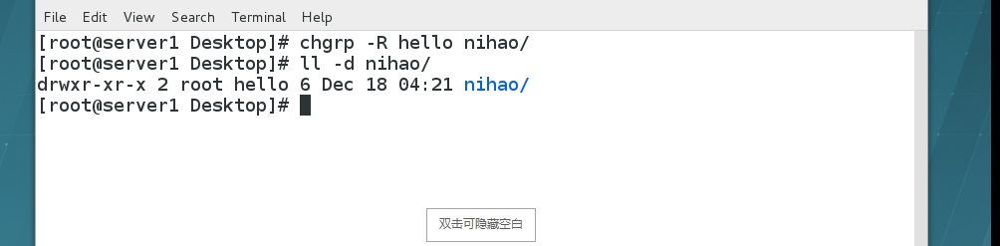 File Edit View Search Terminal Help
[root@server1 Desktop]# chgrp -R hello nihao/
[root@server1 Desktop]# ll -d nihao/
drwxr-xr-x 2 root hello 6 Dec 18 04:21 nihao/
[root@server1 Desktop]#
双击可隐藏空白